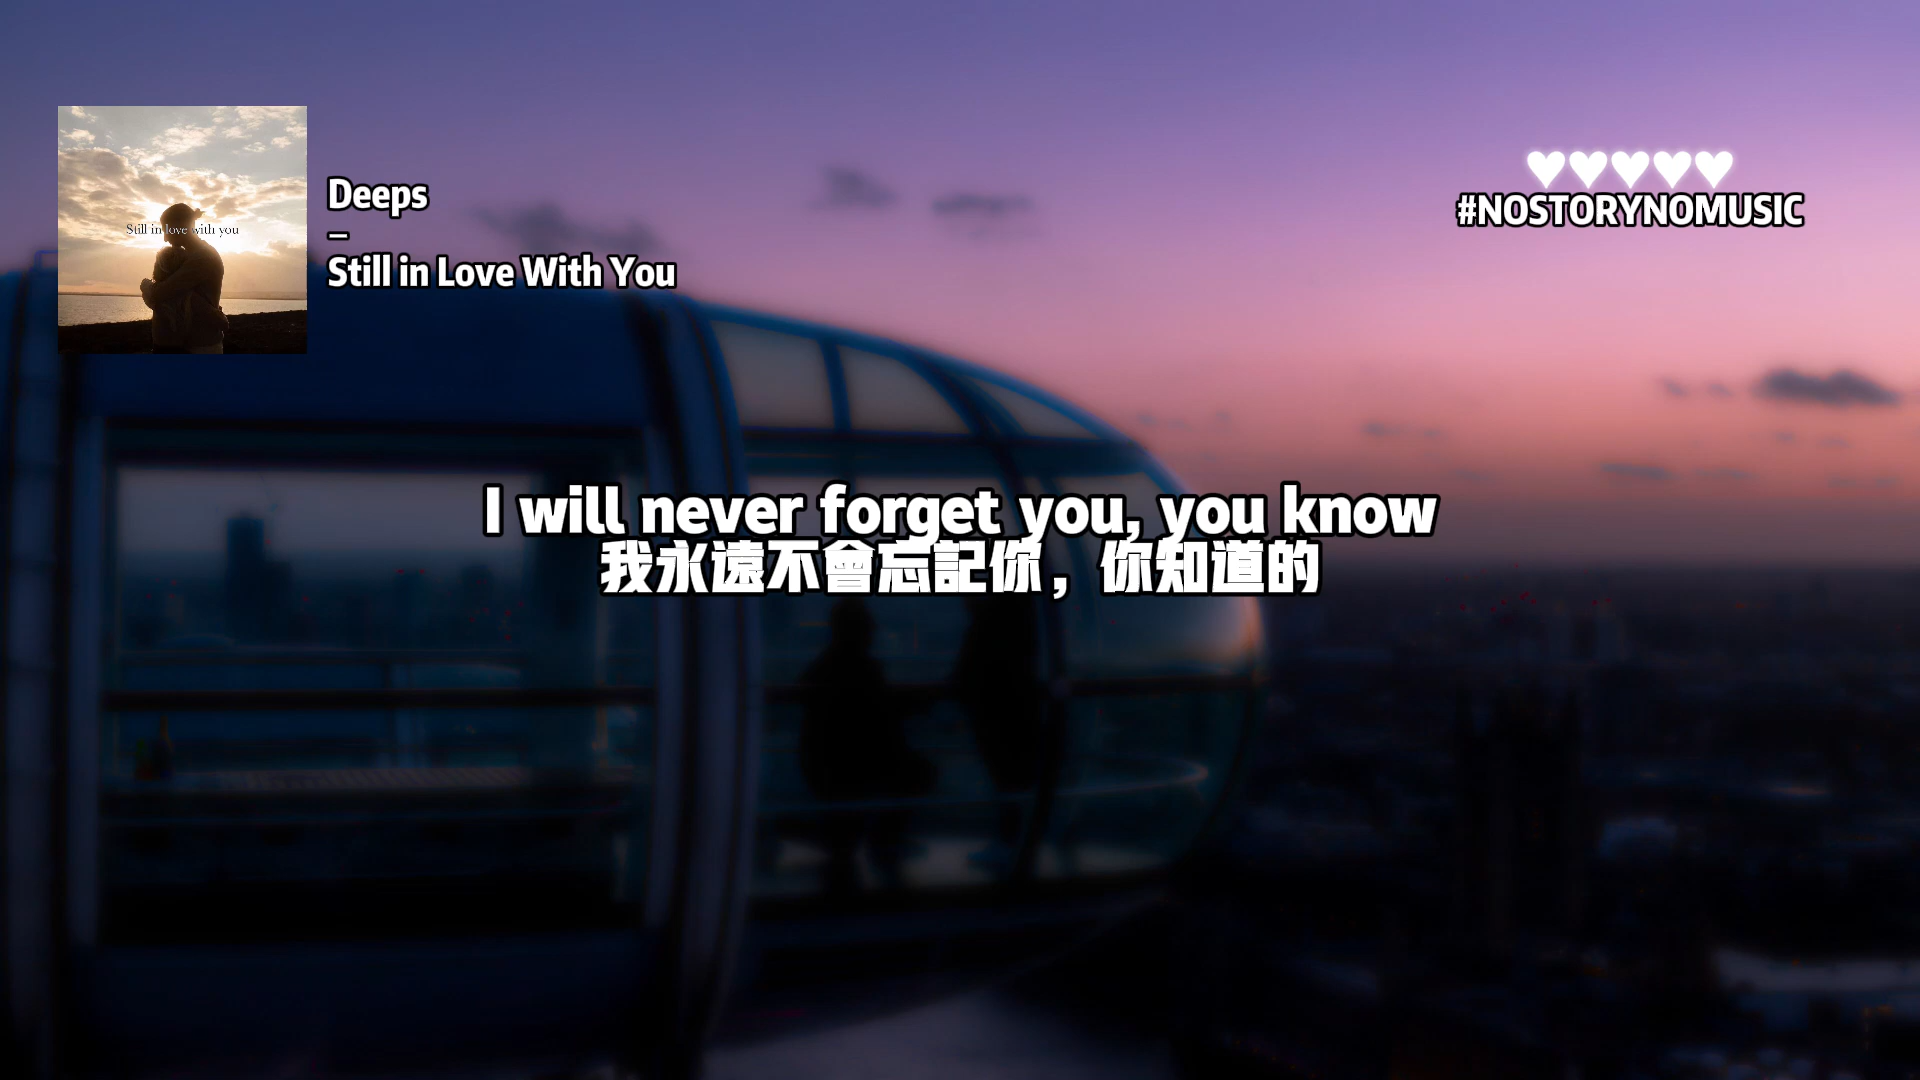 Still in love with you
Deeps
–
Still in Love With You
♥♥♥♥♥
#NOSTORYNOMUSIC
I will never forget you, you know
我永遠不會忘記你，你知道的